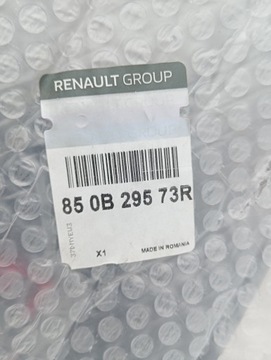 RENAULT GROUP
85 0B 295 73R
X1
MADE IN ROMANIA